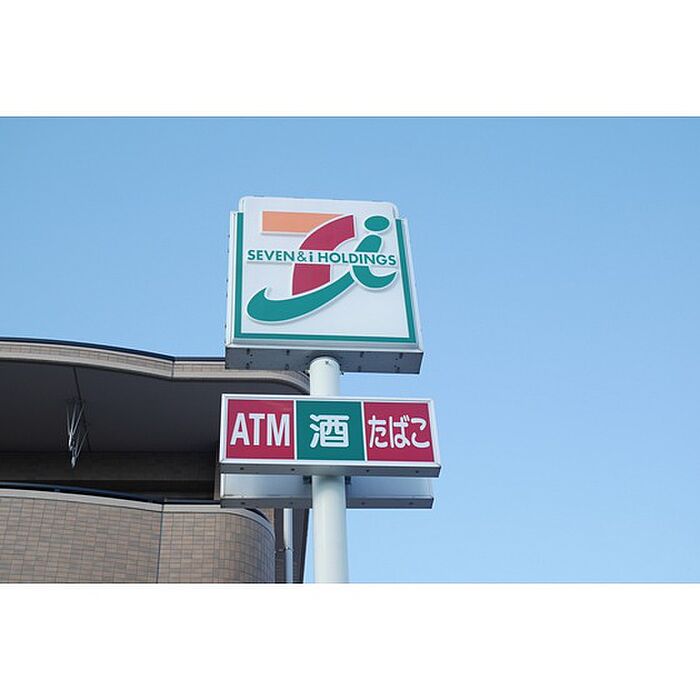 SEVEN & i HOLDINGS
ATM 酒 たばこ